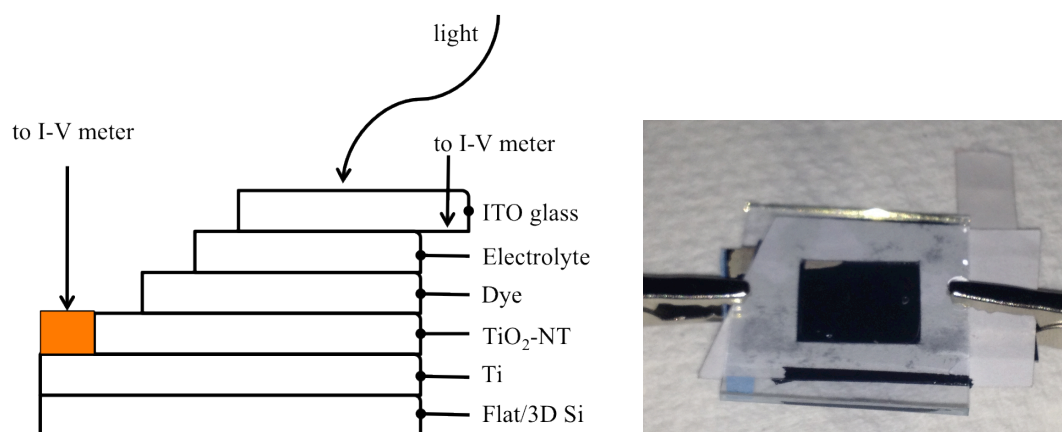 light
to I-V meter
to I-V meter
ITO glass
Electrolyte
Dye
TiO₂-NT
Ti
Flat/3D Si